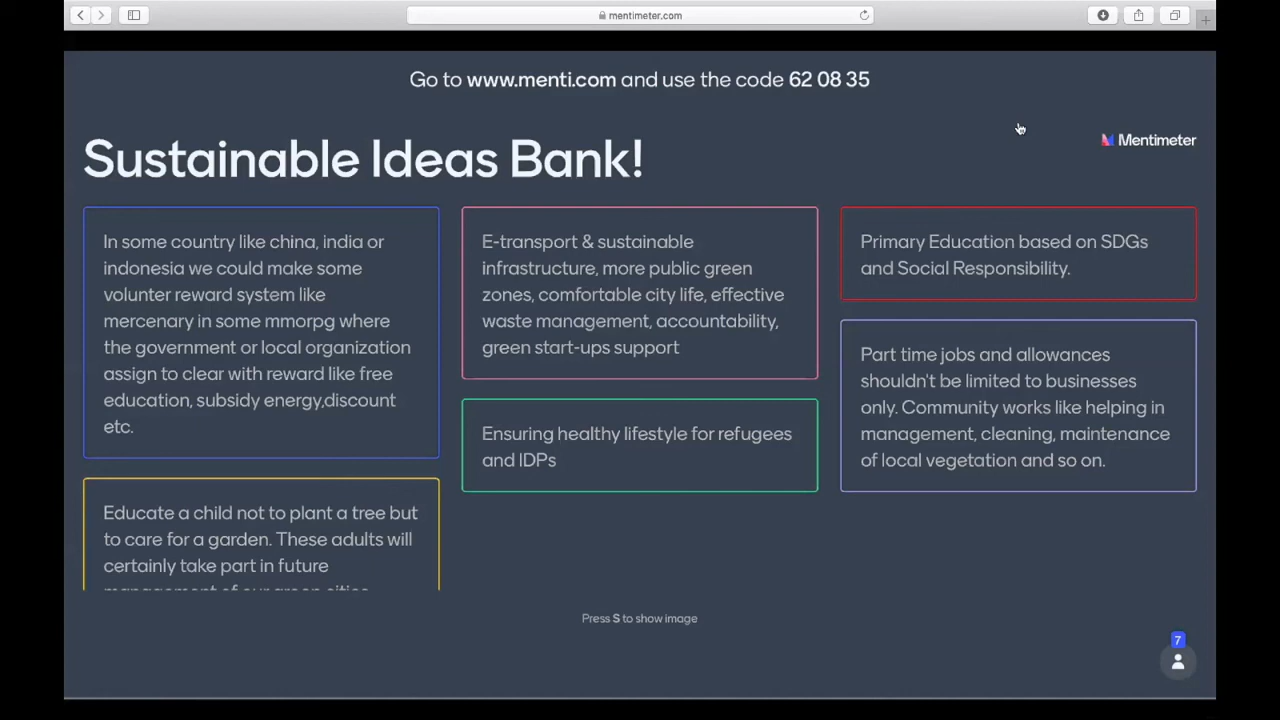 mentimeter.com
Go to www.menti.com and use the code 62 08 35
Mentimeter
Sustainable Ideas Bank!
In some country like china, india or
indonesia we could make some
volunter reward system like
mercenary in some mmorpg where
the government or local organization
assign to clear with reward like free
education, subsidy energy,discount
etc.
Educate a child not to plant a tree but
to care for a garden. These adults will
certainly take part in future
management of our green cities
E-transport & sustainable
infrastructure, more public green
zones, comfortable city life, effective
waste management, accountability,
green start-ups support
Ensuring healthy lifestyle for refugees
and IDPs
Primary Education based on SDGs
and Social Responsibility.
Part time jobs and allowances
shouldn't be limited to businesses
only. Community works like helping in
management, cleaning, maintenance
of local vegetation and so on.
Press S to show image
7